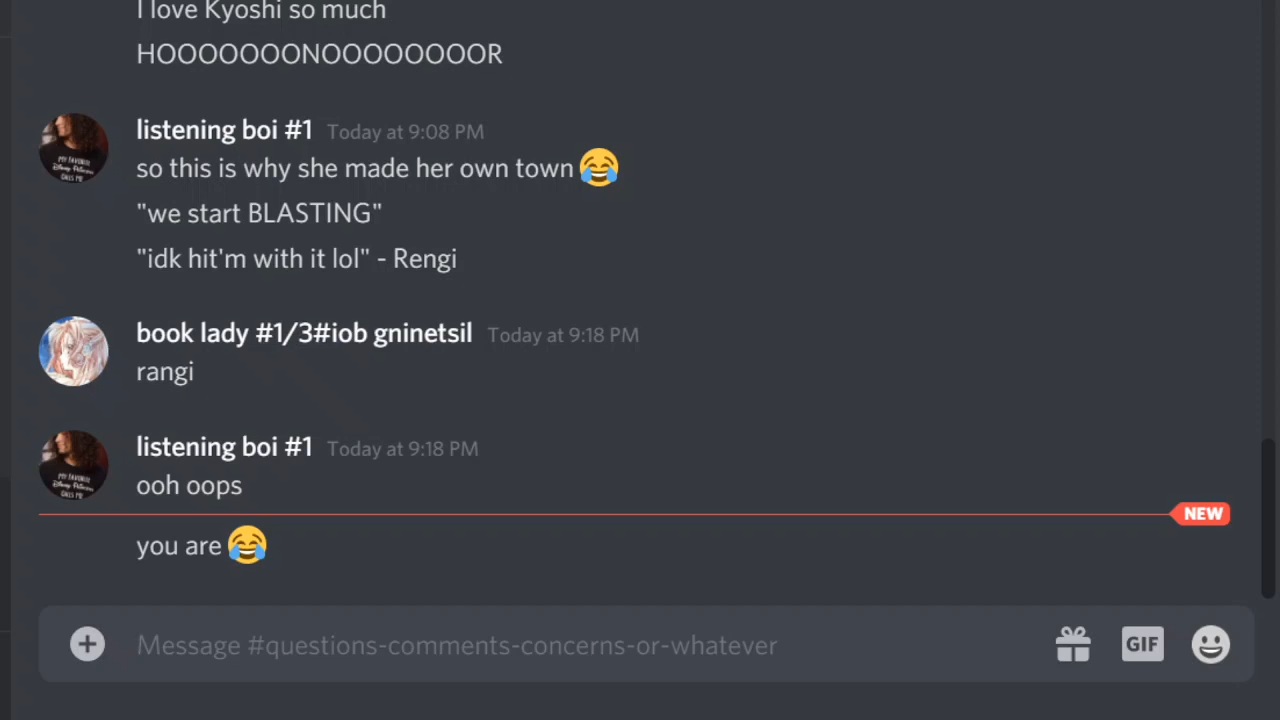 I love Kyoshi so much
HOOOOOOONOOOOOOOOR
listening boi #1 Today at 9:08 PM
so this is why she made her own town 😂
"we start BLASTING"
"idk hit'm with it lol" - Rengi
book lady #1/3#iob gninetsil Today at 9:18 PM
rangi
listening boi #1 Today at 9:18 PM
ooh oops
NEW
you are 😂
Message #questions-comments-concerns-or-whatever
GIF